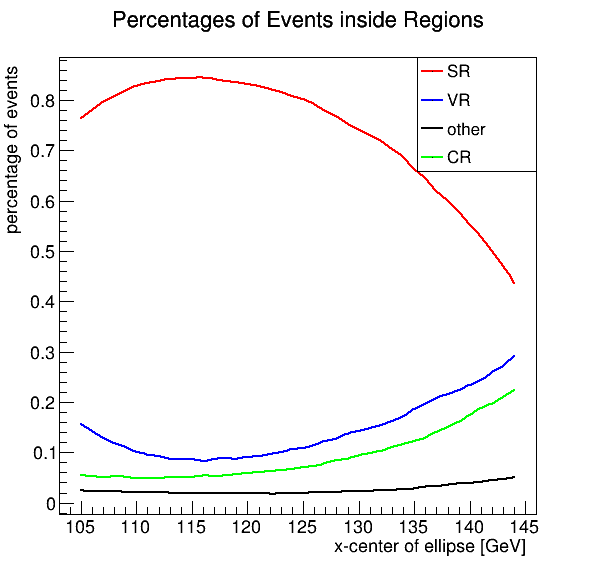 Percentages of Events inside Regions
percentage of events
SR
VR
other
CR
0.8
0.7
0.6
0.5
0.4
0.3
0.2
0.1
0
105 110 115 120 125 130 135 140 145
x-center of ellipse [GeV]